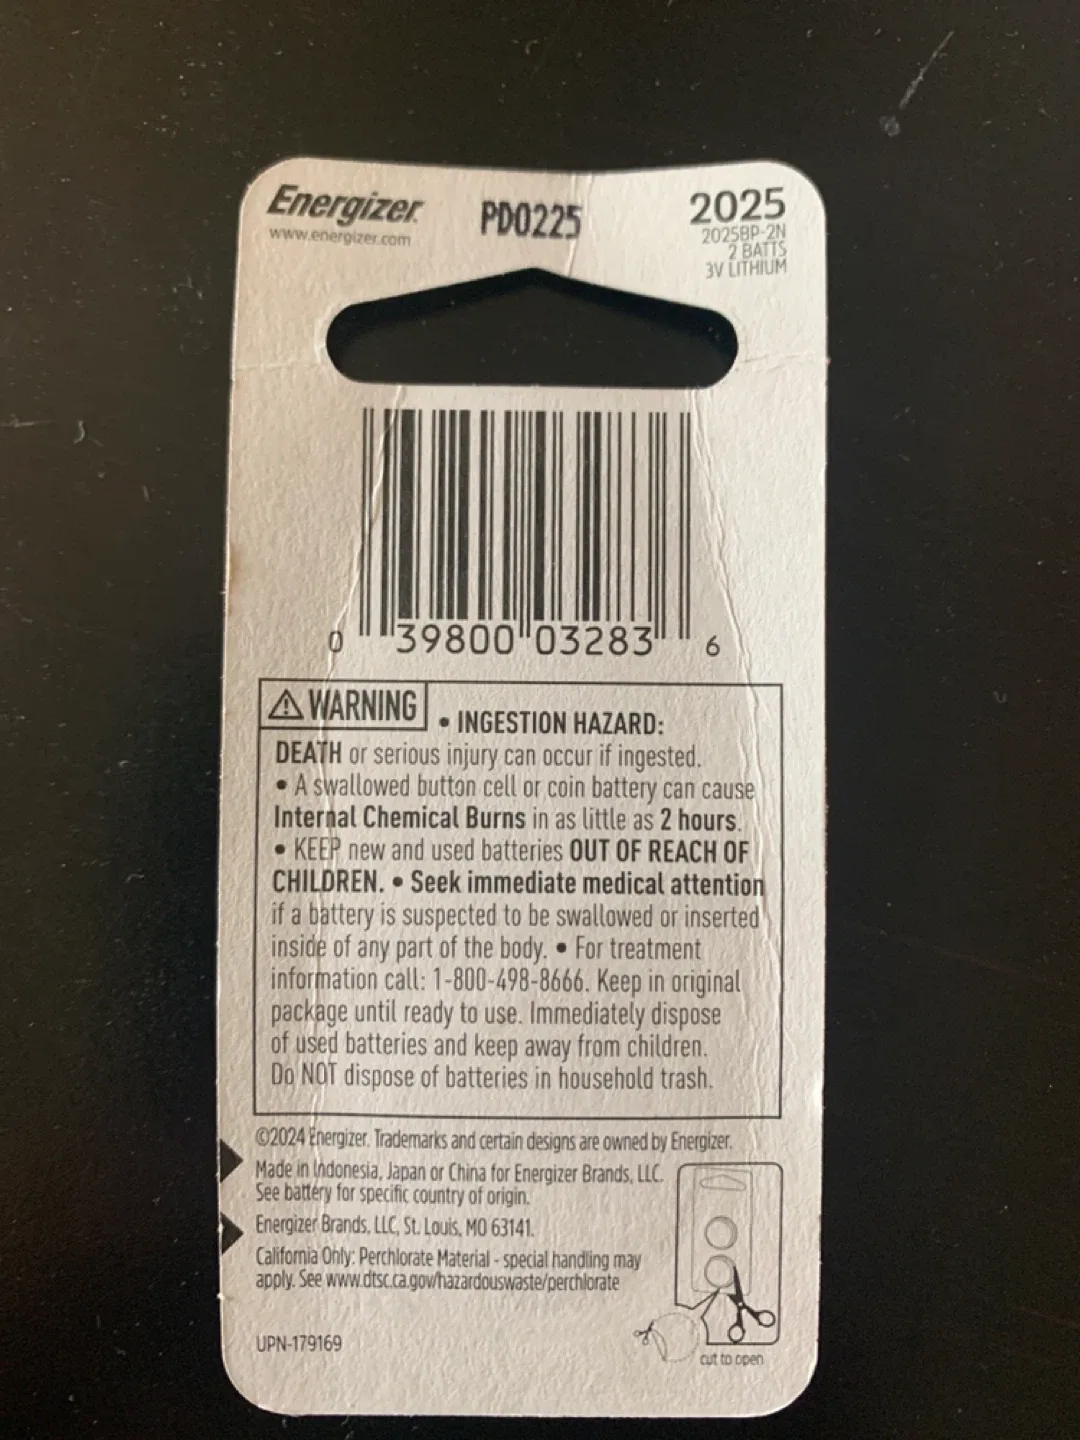 Energizer
www.energizer.com
PD0225
2025
2025BP-2N
2 BATTS
3V LITHIUM
0 39800 03283 6
WARNING • INGESTION HAZARD:
DEATH or serious injury can occur if ingested.
• A swallowed button cell or coin battery can cause
Internal Chemical Burns in as little as 2 hours.
• KEEP new and used batteries OUT OF REACH OF
CHILDREN. • Seek immediate medical attention
if a battery is suspected to be swallowed or inserted
inside of any part of the body. • For treatment
information call: 1-800-498-8666. Keep in original
package until ready to use. Immediately dispose
of used batteries and keep away from children.
Do NOT dispose of batteries in household trash.
©2024 Energizer. Trademarks and certain designs are owned by Energizer.
Made in Indonesia, Japan or China for Energizer Brands, LLC.
See battery for specific country of origin.
Energizer Brands, LLC, St. Louis, MO 63141.
California Only: Perchlorate Material - special handling may
apply. See www.dtsc.ca.gov/hazardouswaste/perchlorate
UPN-179169
cut to open